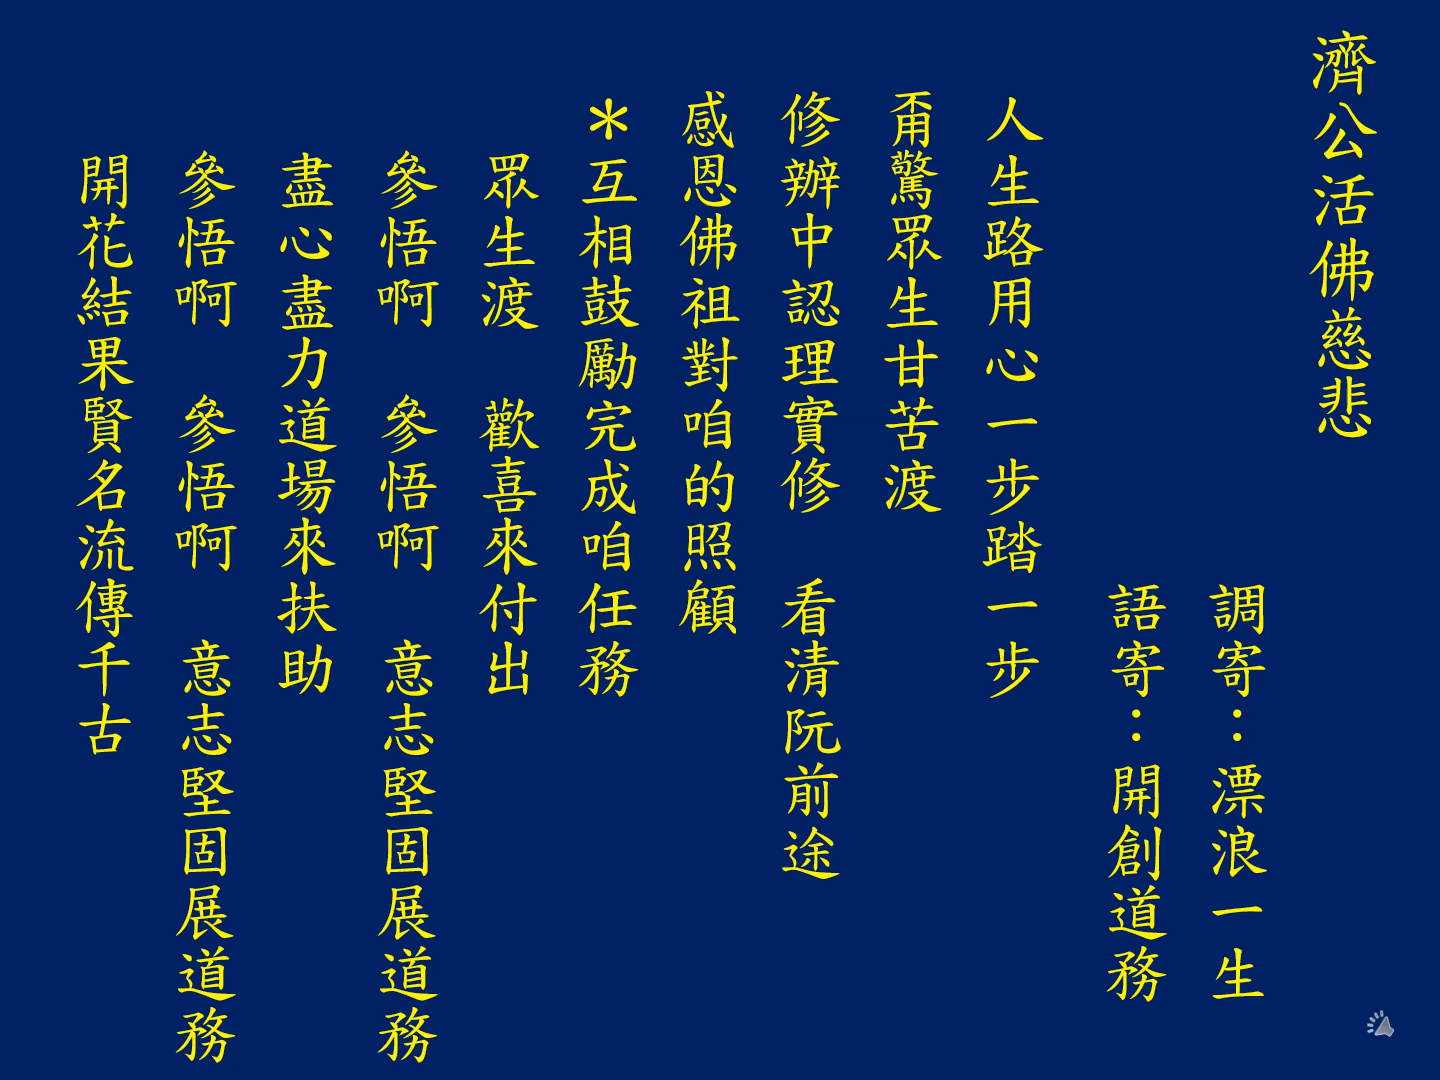 濟公活佛慈悲
調寄：漂浪一生
語寄：開創道務
人生路用心一步踏一步
甭驚眾生甘苦渡
修辦中認理實修　看清阮前途
感恩佛祖對咱的照顧
＊互相鼓勵完成咱任務
眾生渡　歡喜來付出
參悟啊　參悟啊　意志堅固展道務
盡心盡力道場來扶助
參悟啊　參悟啊　意志堅固展道務
開花結果賢名流傳千古